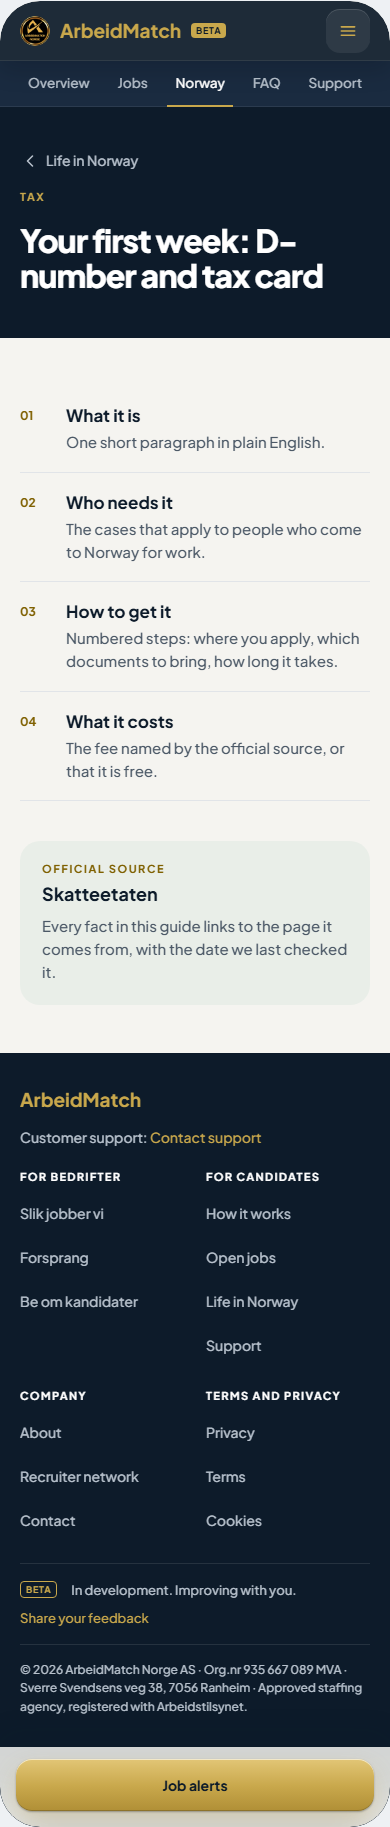 ArbeidMatch BETA
Overview Jobs Norway FAQ Support
Life in Norway
TAX
Your first week: D-
number and tax card
01 What it is
One short paragraph in plain English.
02 Who needs it
The cases that apply to people who come
to Norway for work.
03 How to get it
Numbered steps: where you apply, which
documents to bring, how long it takes.
04 What it costs
The fee named by the official source, or
that it is free.
OFFICIAL SOURCE
Skatteetaten
Every fact in this guide links to the page it
comes from, with the date we last checked
it.
ArbeidMatch
Customer support: Contact support
FOR BEDRIFTER
Slik jobber vi
Forsprang
Be om kandidater
FOR CANDIDATES
How it works
Open jobs
Life in Norway
Support
COMPANY
About
Recruiter network
Contact
TERMS AND PRIVACY
Privacy
Terms
Cookies
BETA In development. Improving with you.
Share your feedback
© 2026 ArbeidMatch Norge AS · Org.nr 935 667 089 MVA ·
Sverre Svendsens veg 38, 7056 Ranheim · Approved staffing
agency, registered with Arbeidstilsynet.
Job alerts